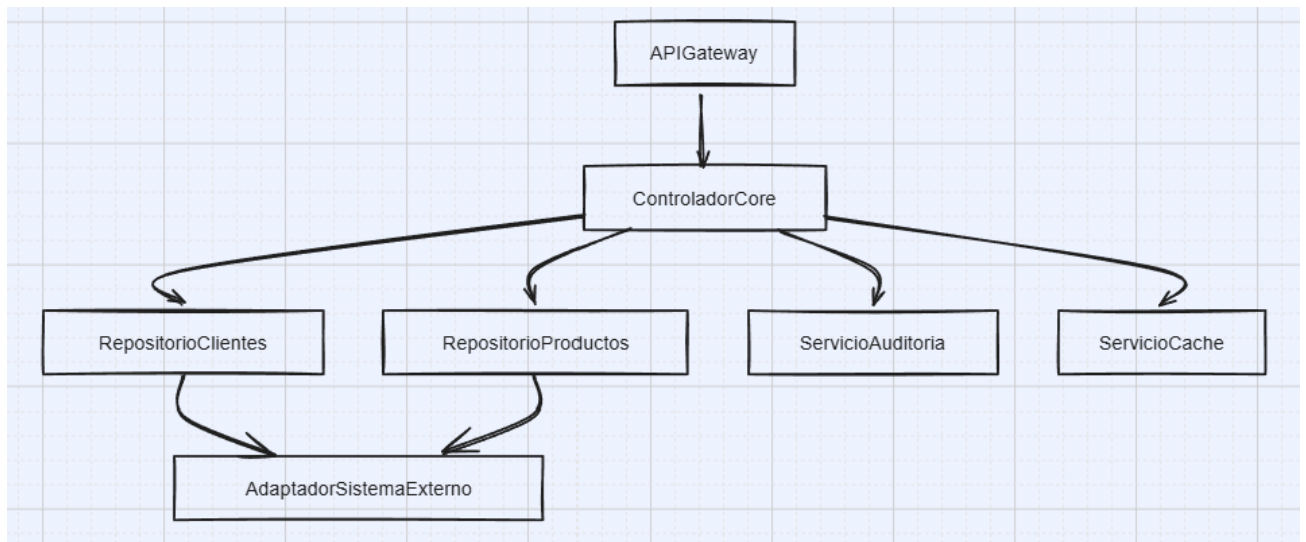 APIGateway
ControladorCore
RepositorioClientes
RepositorioProductos
ServicioAuditoria
ServicioCache
AdaptadorSistemaExterno